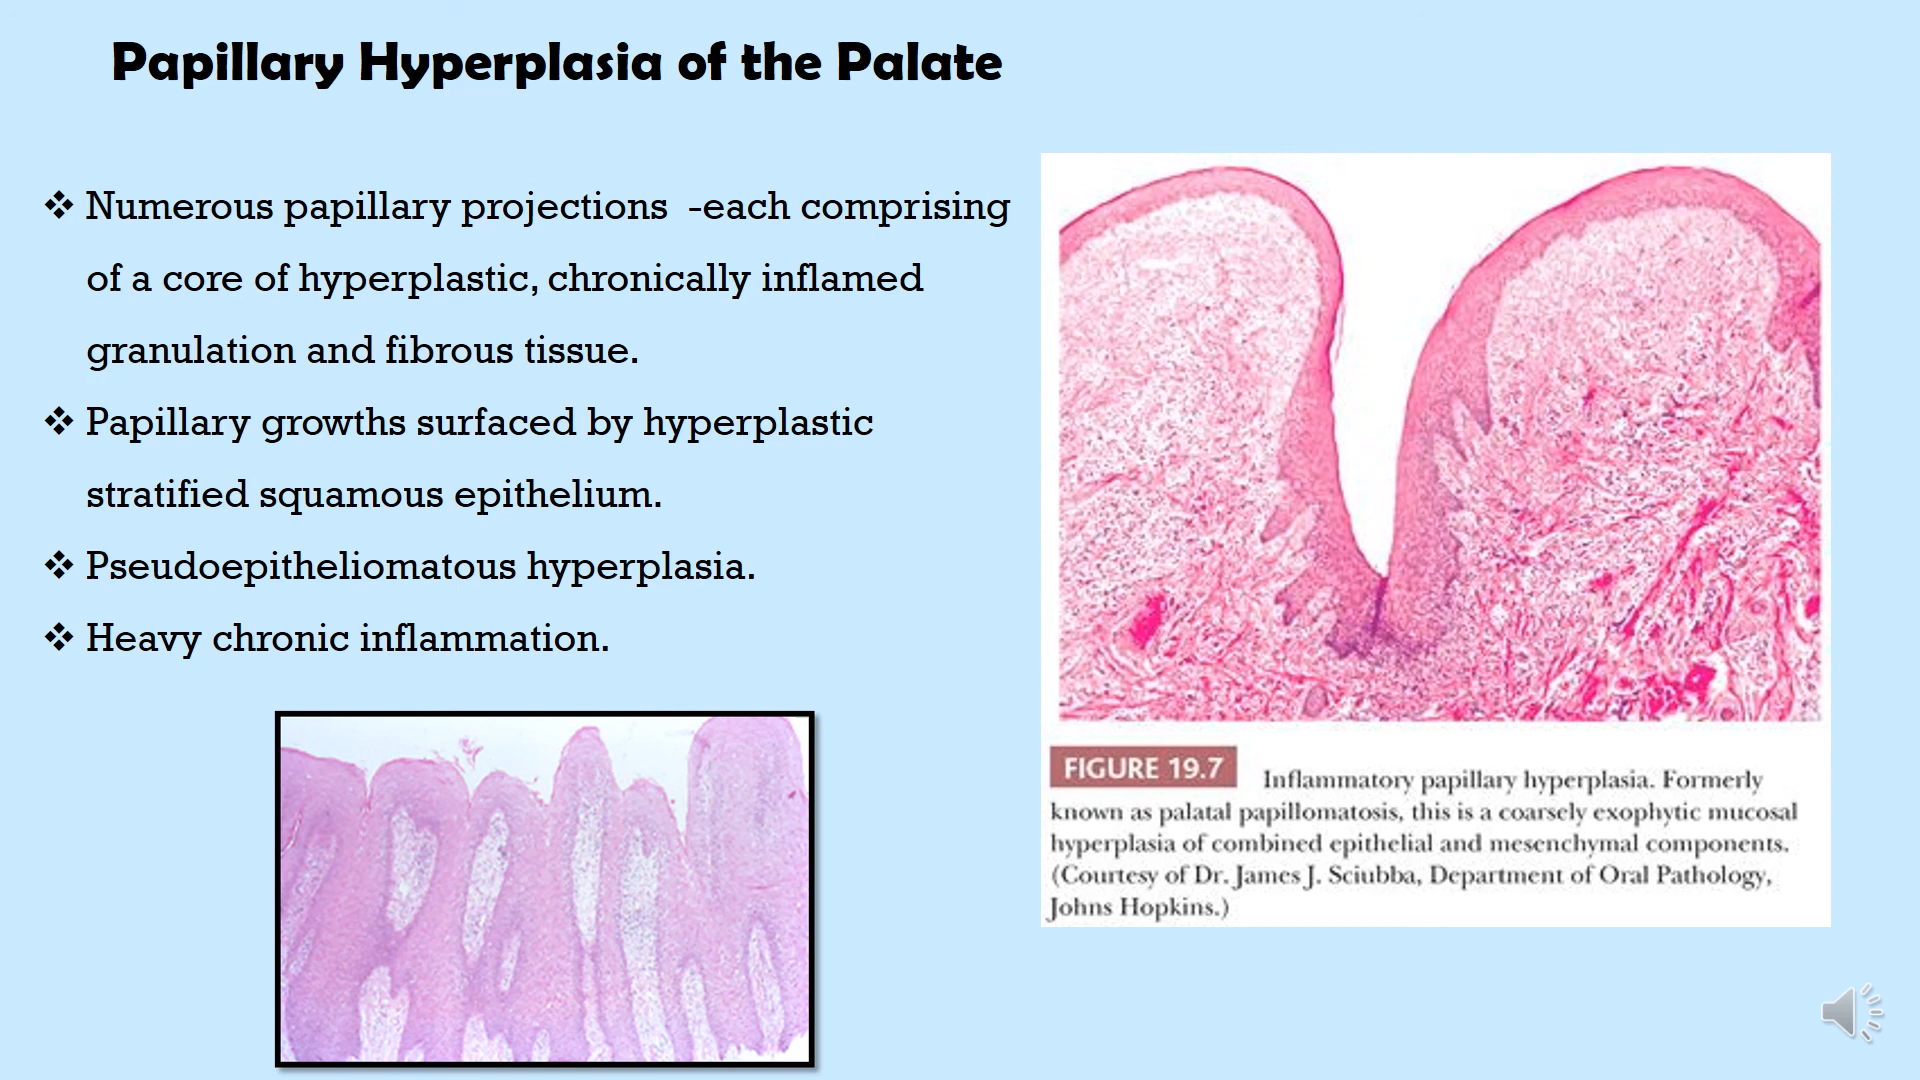 Papillary Hyperplasia of the Palate
❖ Numerous papillary projections -each comprising
of a core of hyperplastic, chronically inflamed
granulation and fibrous tissue.
❖ Papillary growths surfaced by hyperplastic
stratified squamous epithelium.
❖ Pseudoepitheliomatous hyperplasia.
❖ Heavy chronic inflammation.
FIGURE 19.7 Inflammatory papillary hyperplasia. Formerly
known as palatal papillomatosis, this is a coarsely exophytic mucosal
hyperplasia of combined epithelial and mesenchymal components.
(Courtesy of Dr. James J. Sciubba, Department of Oral Pathology,
Johns Hopkins.)